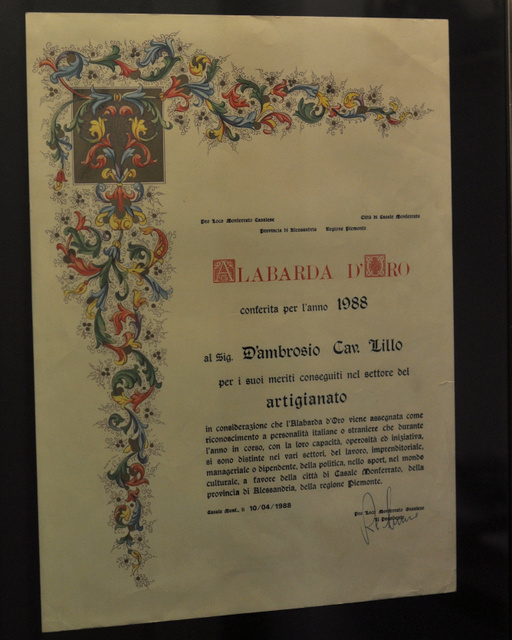 Pro Loco Monferrato Casalese Città di Casale Monferrato
Provincia di Alessandria Regione Piemonte
ALABARDA D'ORO
conferita per l'anno 1988
al Sig. D'ambrosio Cav. Lillo
per i suoi meriti conseguiti nel settore del
artigianato
in considerazione che l'Alabarda d'Oro viene assegnata come
riconoscimento a personalità italiane o straniere che durante
l'anno in corso, con la loro capacità, operosità ed iniziativa,
si sono distinte nei vari settori, del lavoro, imprenditoriale,
manageriale o dipendente, della politica, nello sport, nel mondo
culturale, a favore della città di Casale Monferrato, della
provincia di Alessandria, della regione Piemonte.
Casale Monf., li 10/04/1988
Pro Loco Monferrato Casalese
Il Presidente